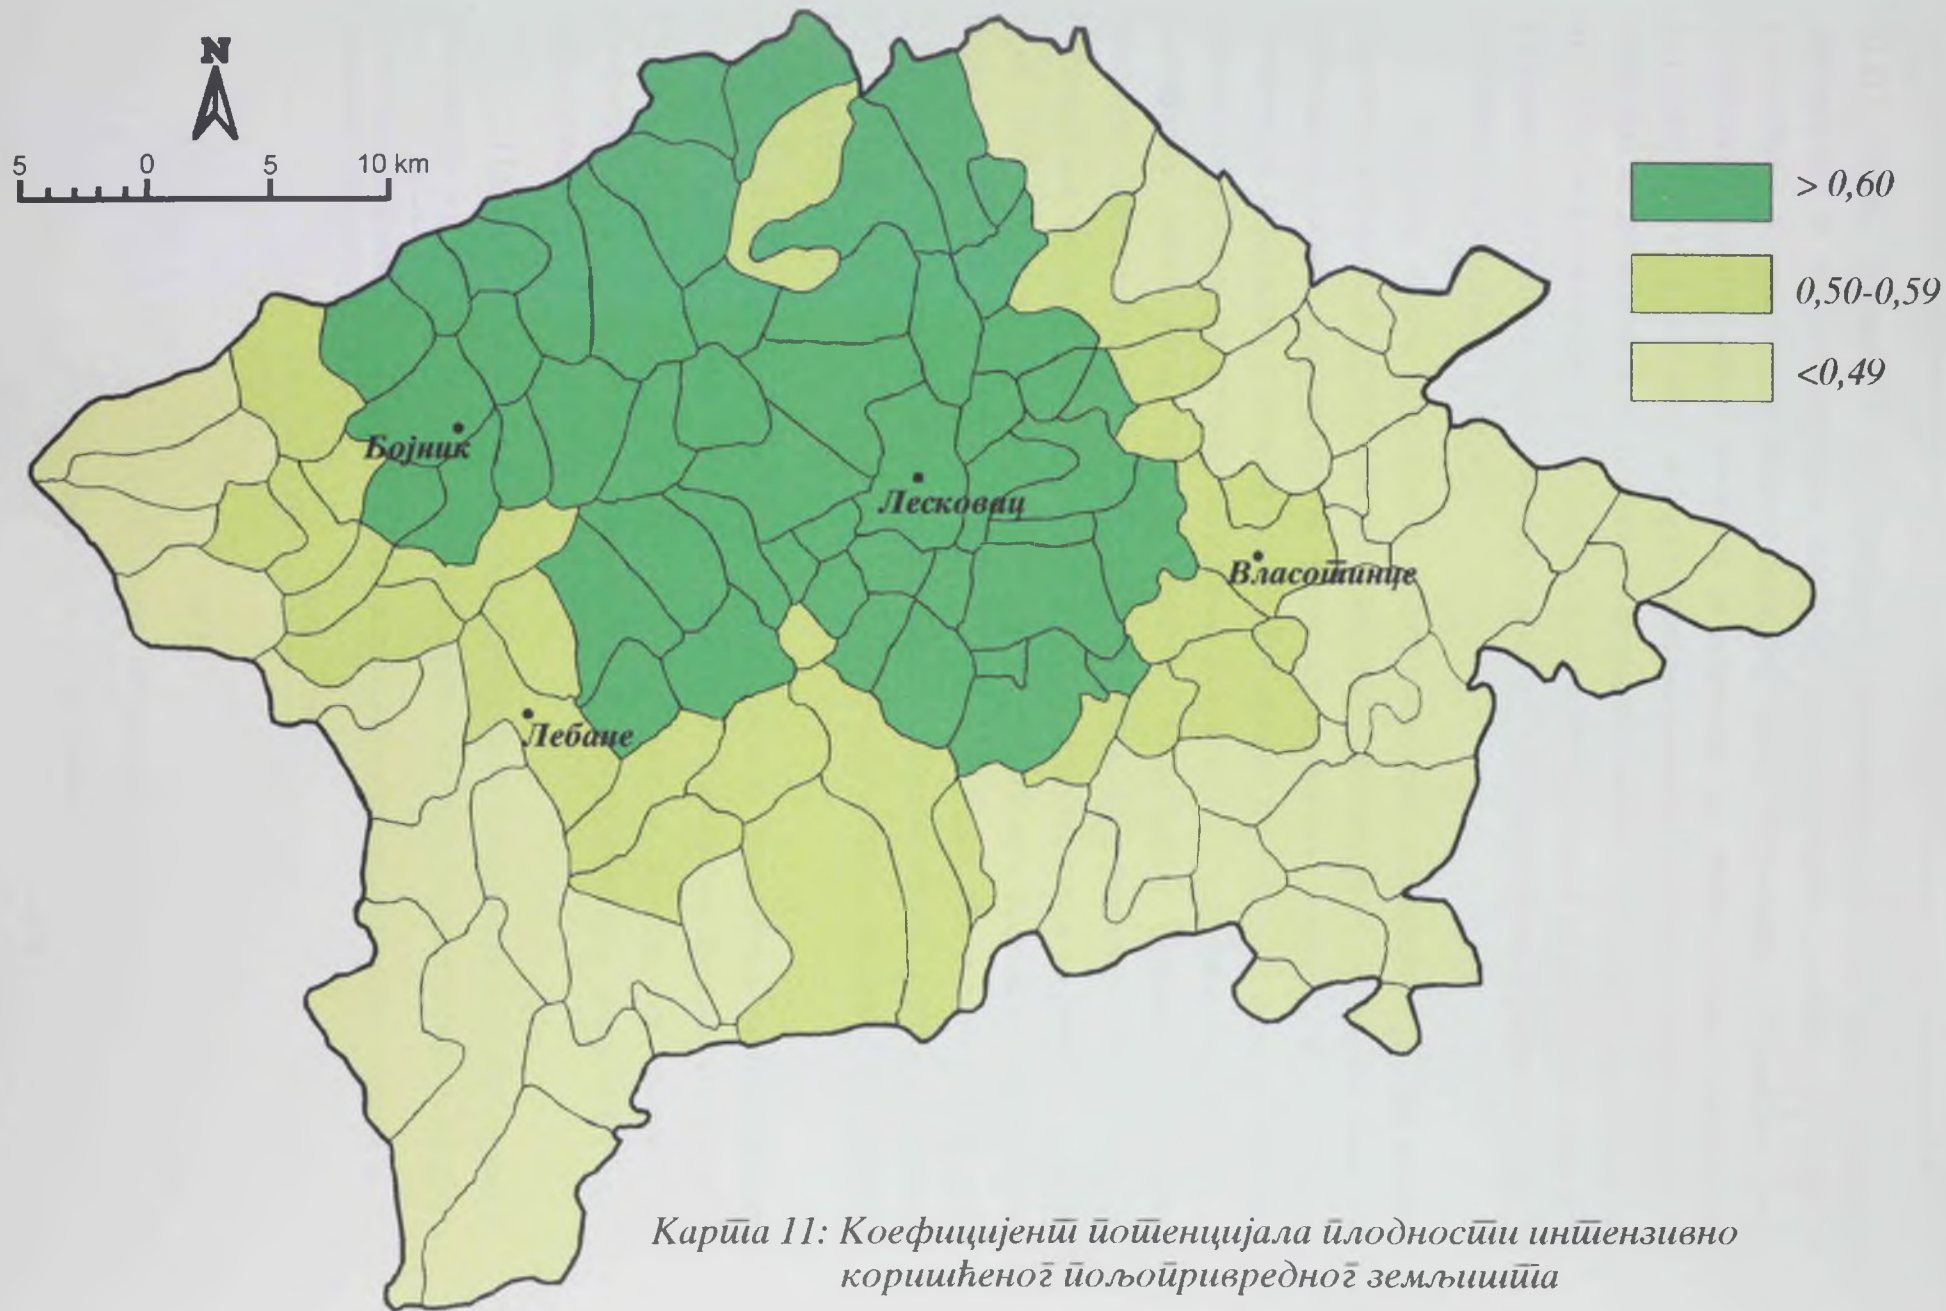 N
5 0 5 10 km
> 0,60
0,50-0,59
<0,49
Бојник
Лесковац
Власотинце
Лебане
Карта 11: Коефицијент потенцијала плодности интензивно
коришћеног пољопривредног земљишта